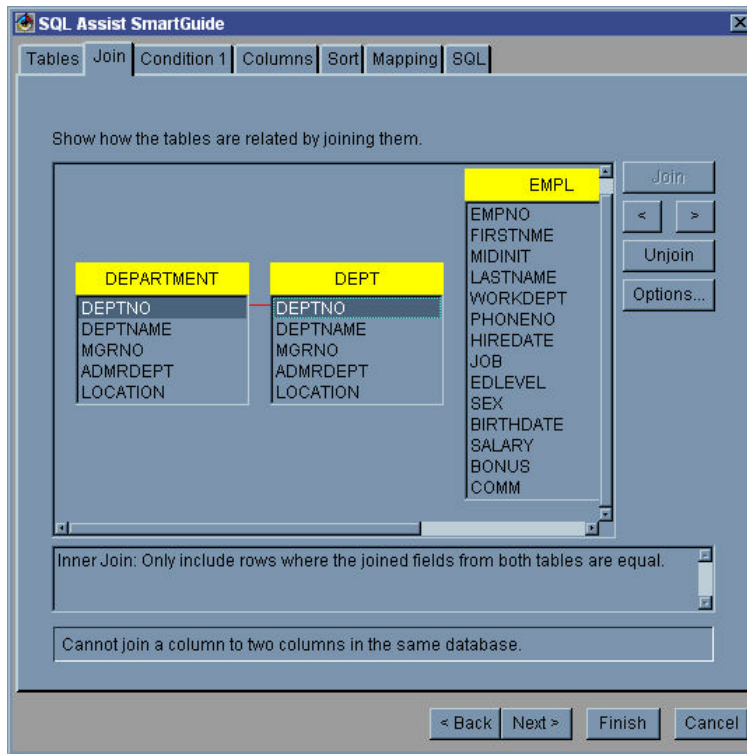 SQL Assist SmartGuide
Tables Join Condition 1 Columns Sort Mapping SQL
Show how the tables are related by joining them.
DEPARTMENT
DEPTNO
DEPTNAME
MGRNO
ADMRDEPT
LOCATION
DEPT
DEPTNO
DEPTNAME
MGRNO
ADMRDEPT
LOCATION
EMPL
EMPNO
FIRSTNME
MIDINIT
LASTNAME
WORKDEPT
PHONENO
HIREDATE
JOB
EDLEVEL
SEX
BIRTHDATE
SALARY
BONUS
COMM
Join
< >
Unjoin
Options...
Inner Join: Only include rows where the joined fields from both tables are equal.
Cannot join a column to two columns in the same database.
< Back Next > Finish Cancel